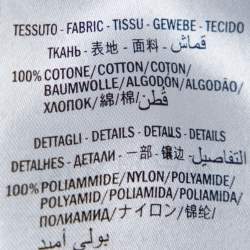 TESSUTO - FABRIC - TISSU - GEWEBE - TECIDO
ТКАНЬ - 表地 - 面料 - قماش
100% COTONE/COTTON/COTON/
BAUMWOLLE/ALGODÓN/ALGODÃO/
ХЛОПОК/綿/棉/قطن
DETTAGLI - DETAILS - DETAILS - DETAILS
DETALHES - ДЕТАЛИ - 一部 - 镶边 - التفاصيل
100% POLIAMMIDE/NYLON/POLYAMIDE/
POLYAMID/POLIAMIDA/POLIAMIDA/
ПОЛИАМИД/ナイロン/锦纶/
بولي أميد